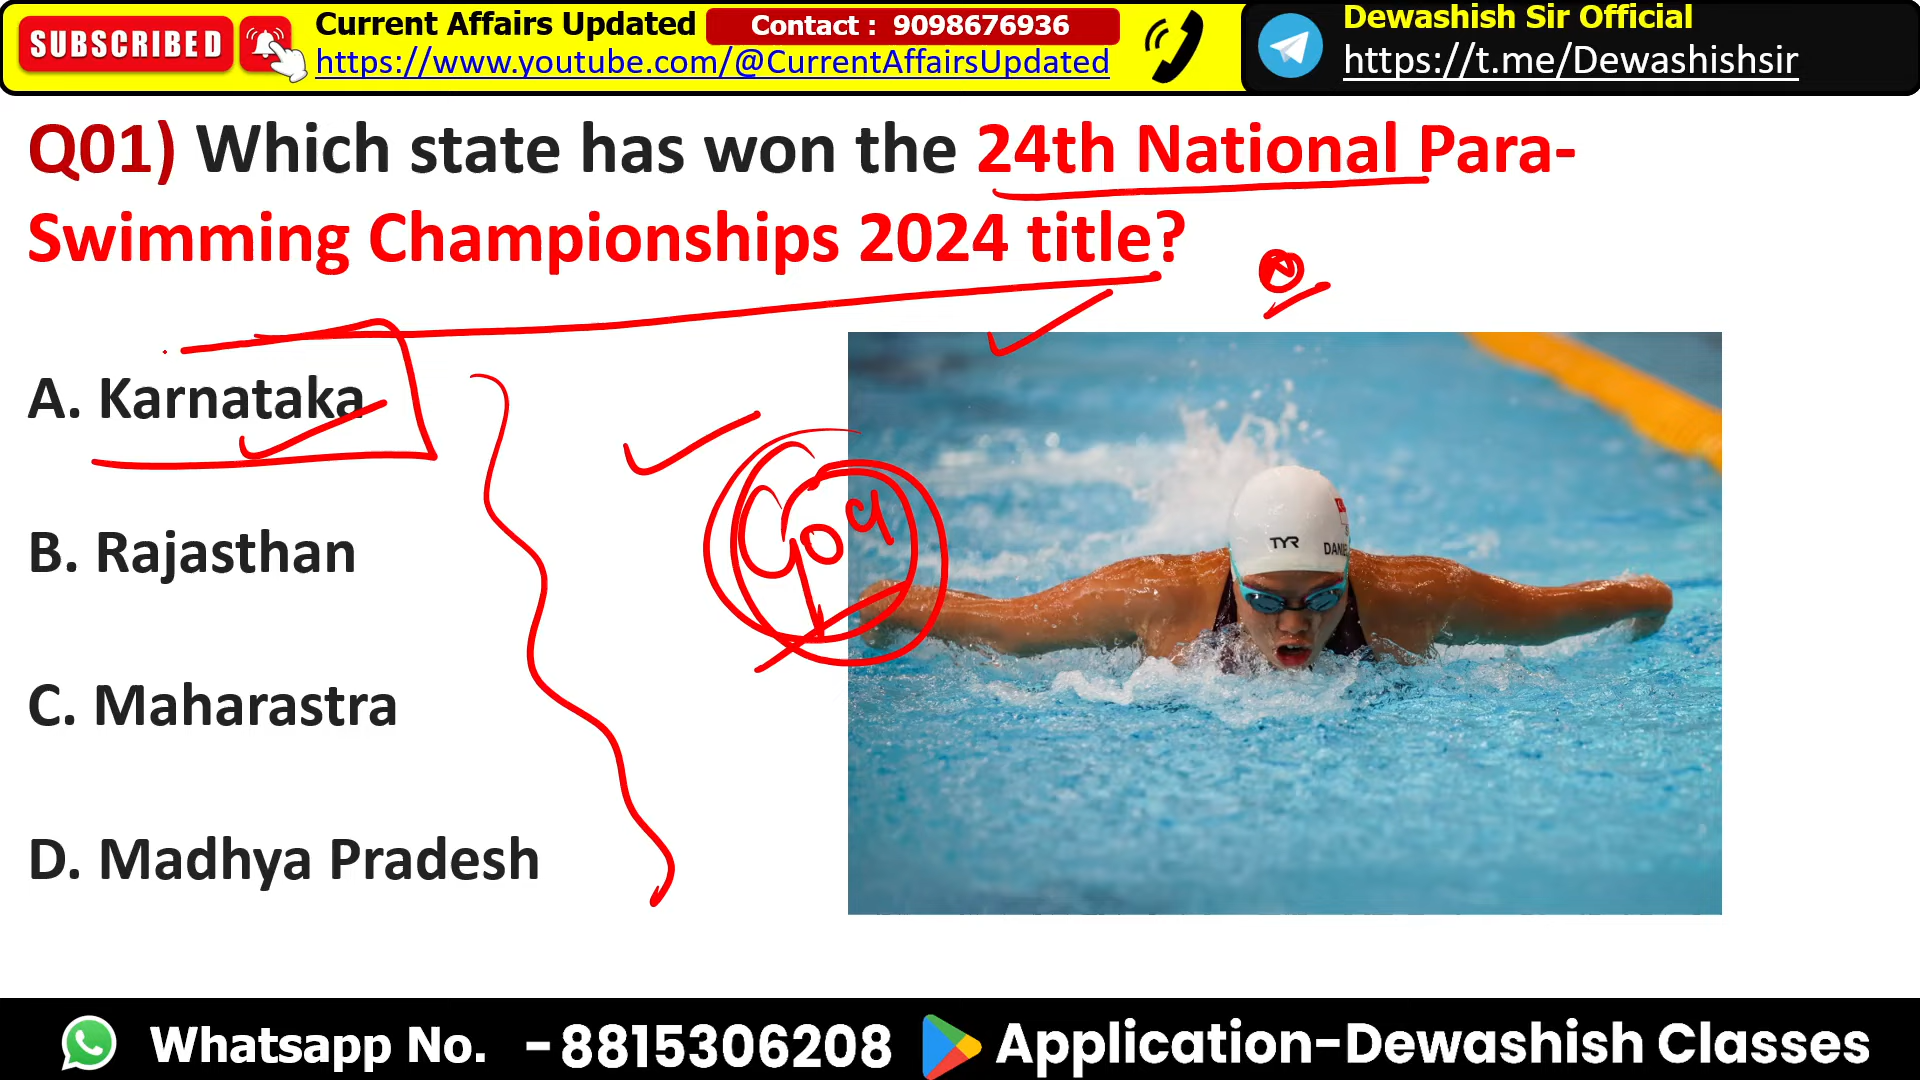 SUBSCRIBED
Current Affairs Updated
Contact : 9098676936
https://www.youtube.com/@CurrentAffairsUpdated
Dewashish Sir Official
https://t.me/Dewashishsir
Q01) Which state has won the 24th National Para-
Swimming Championships 2024 title?
A. Karnataka
B. Rajasthan
C. Maharastra
D. Madhya Pradesh
TYR
Whatsapp No. -8815306208
Application-Dewashish Classes